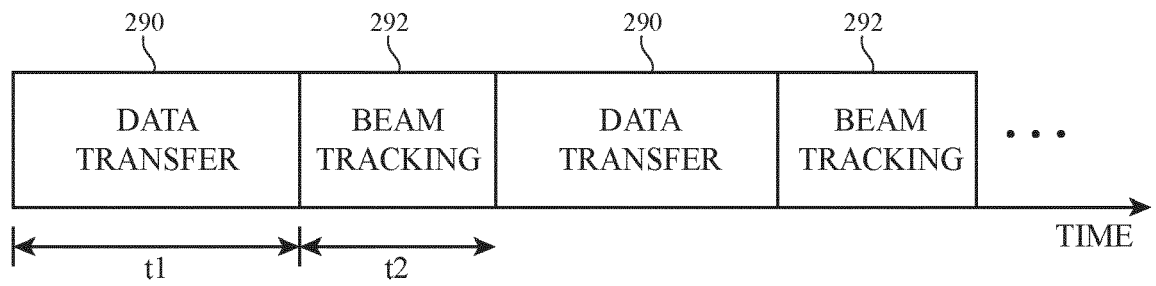 290
292
290
292
DATA
TRANSFER
BEAM
TRACKING
DATA
TRANSFER
BEAM
TRACKING
TIME
t1
t2